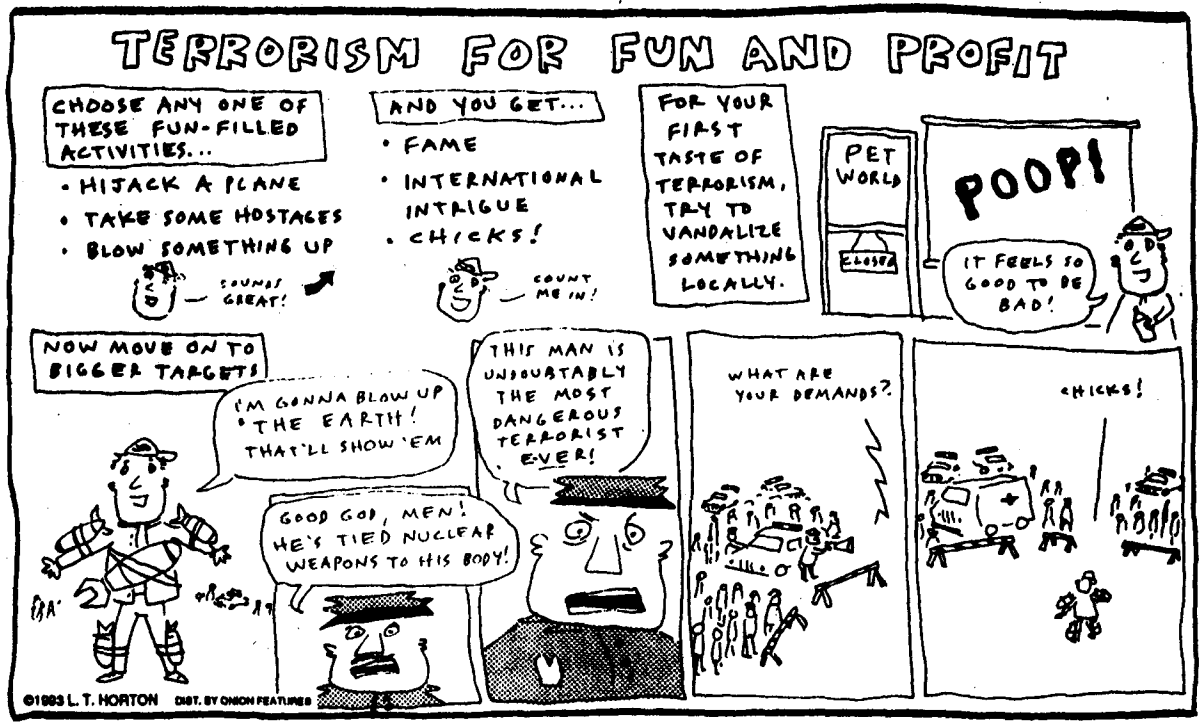 TERRORISM FOR FUN AND PROFIT
CHOOSE ANY ONE OF
THESE FUN-FILLED
ACTIVITIES...
• HIJACK A PLANE
• TAKE SOME HOSTAGES
• BLOW SOMETHING UP
SOUNDS
GREAT!
AND YOU GET...
• FAME
• INTERNATIONAL
INTRIGUE
• CHICKS!
COUNT
ME IN!
FOR YOUR
FIRST
TASTE OF
TERRORISM,
TRY TO
VANDALIZE
SOMETHING
LOCALLY.
PET
WORLD
CLOSED
POOP!
IT FEELS SO
GOOD TO BE
BAD!
NOW MOVE ON TO
BIGGER TARGETS
I'M GONNA BLOW UP
THE EARTH!
THAT'LL SHOW 'EM
GOOD GOD, MEN!
HE'S TIED NUCLEAR
WEAPONS TO HIS BODY!
THIS MAN IS
UNDOUBTABLY
THE MOST
DANGEROUS
TERRORIST
EVER!
WHAT ARE
YOUR DEMANDS?
CHICKS!
©1993 L. T. HORTON DIST. BY ONION FEATURES